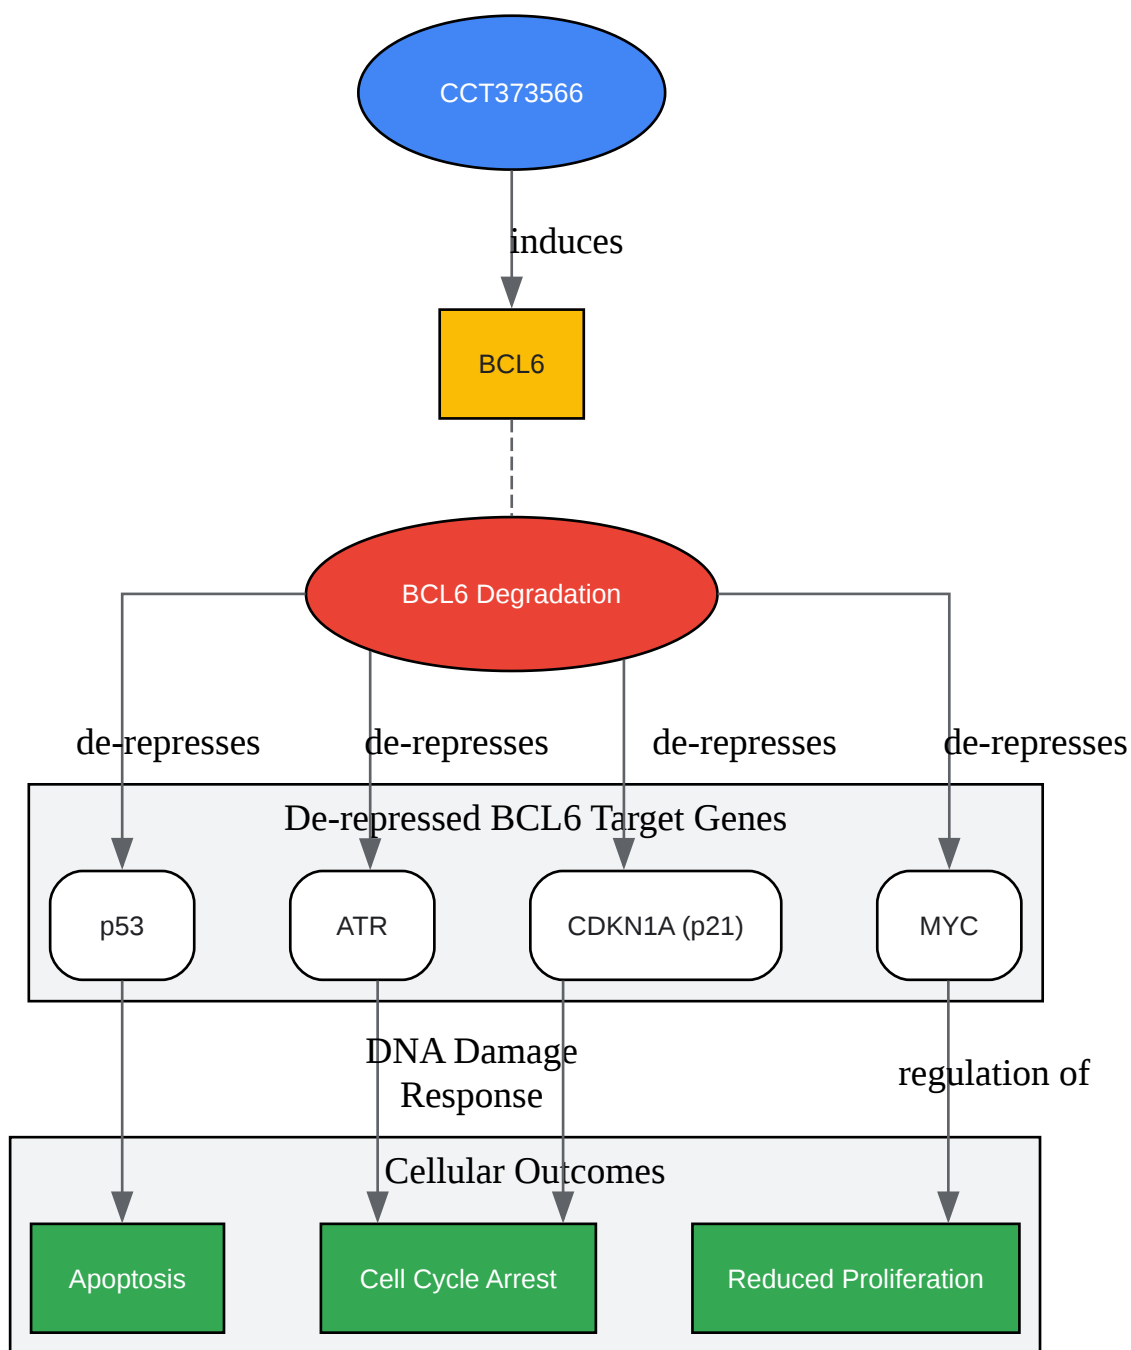 CCT373566
induces
BCL6
BCL6 Degradation
de-represses
de-represses
de-represses
de-represses
De-repressed BCL6 Target Genes
p53
ATR
CDKN1A (p21)
MYC
DNA Damage
Response
regulation of
Cellular Outcomes
Apoptosis
Cell Cycle Arrest
Reduced Proliferation